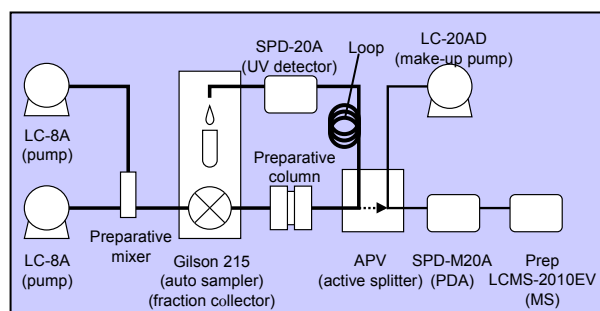 LC-8A
(pump)
LC-8A
(pump)
Preparative
mixer
Gilson 215
(auto sampler)
(fraction collector)
SPD-20A
(UV detector)
Loop
Preparative
column
LC-20AD
(make-up pump)
APV
(active splitter)
SPD-M20A
(PDA)
Prep
LCMS-2010EV
(MS)